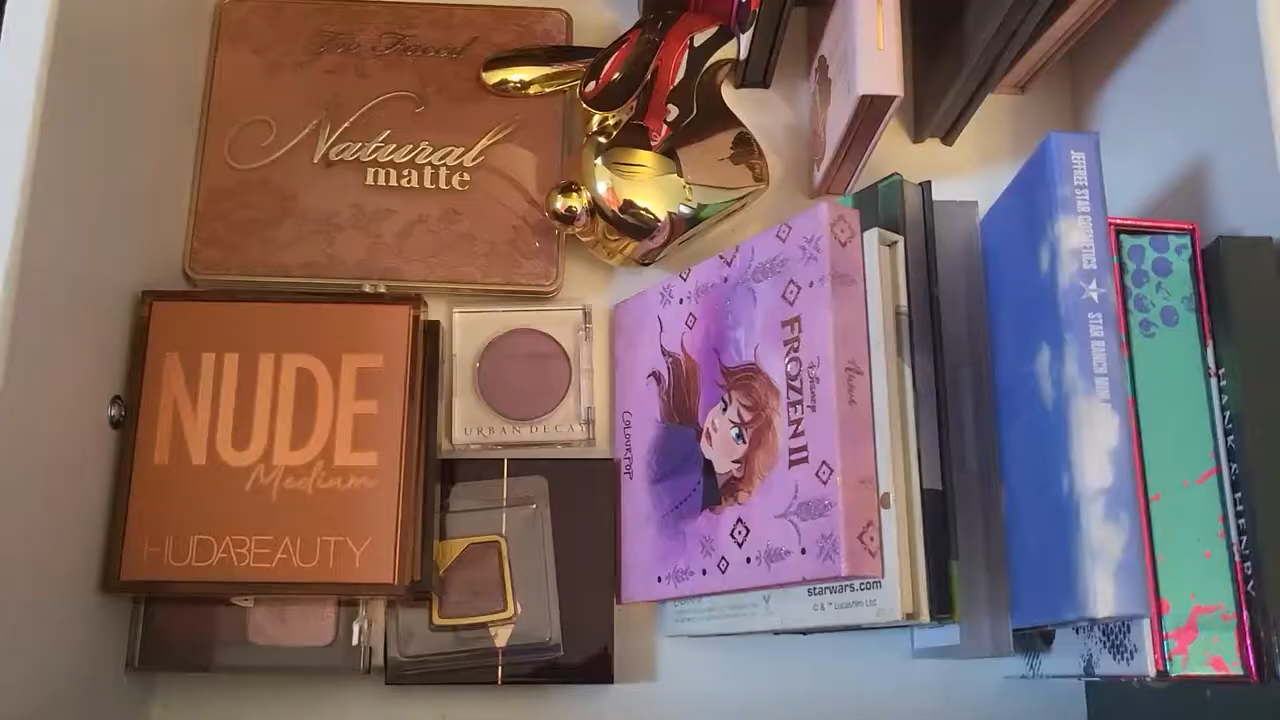 Too Faced
Natural
matte
NUDE
Medium
HUDABEAUTY
URBAN DECAY
Disney
FROZEN II
COLOURPOP
starwars.com
© & ™ Lucasfilm Ltd
JEFFREE STAR COSMETICS ★ STAR RANCH MINI
HANK & HENRY